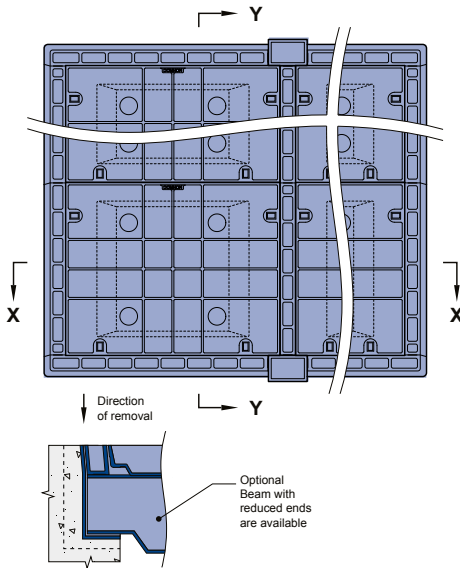 Y
X
X
Direction
of removal
Y
Optional
Beam with
reduced ends
are available